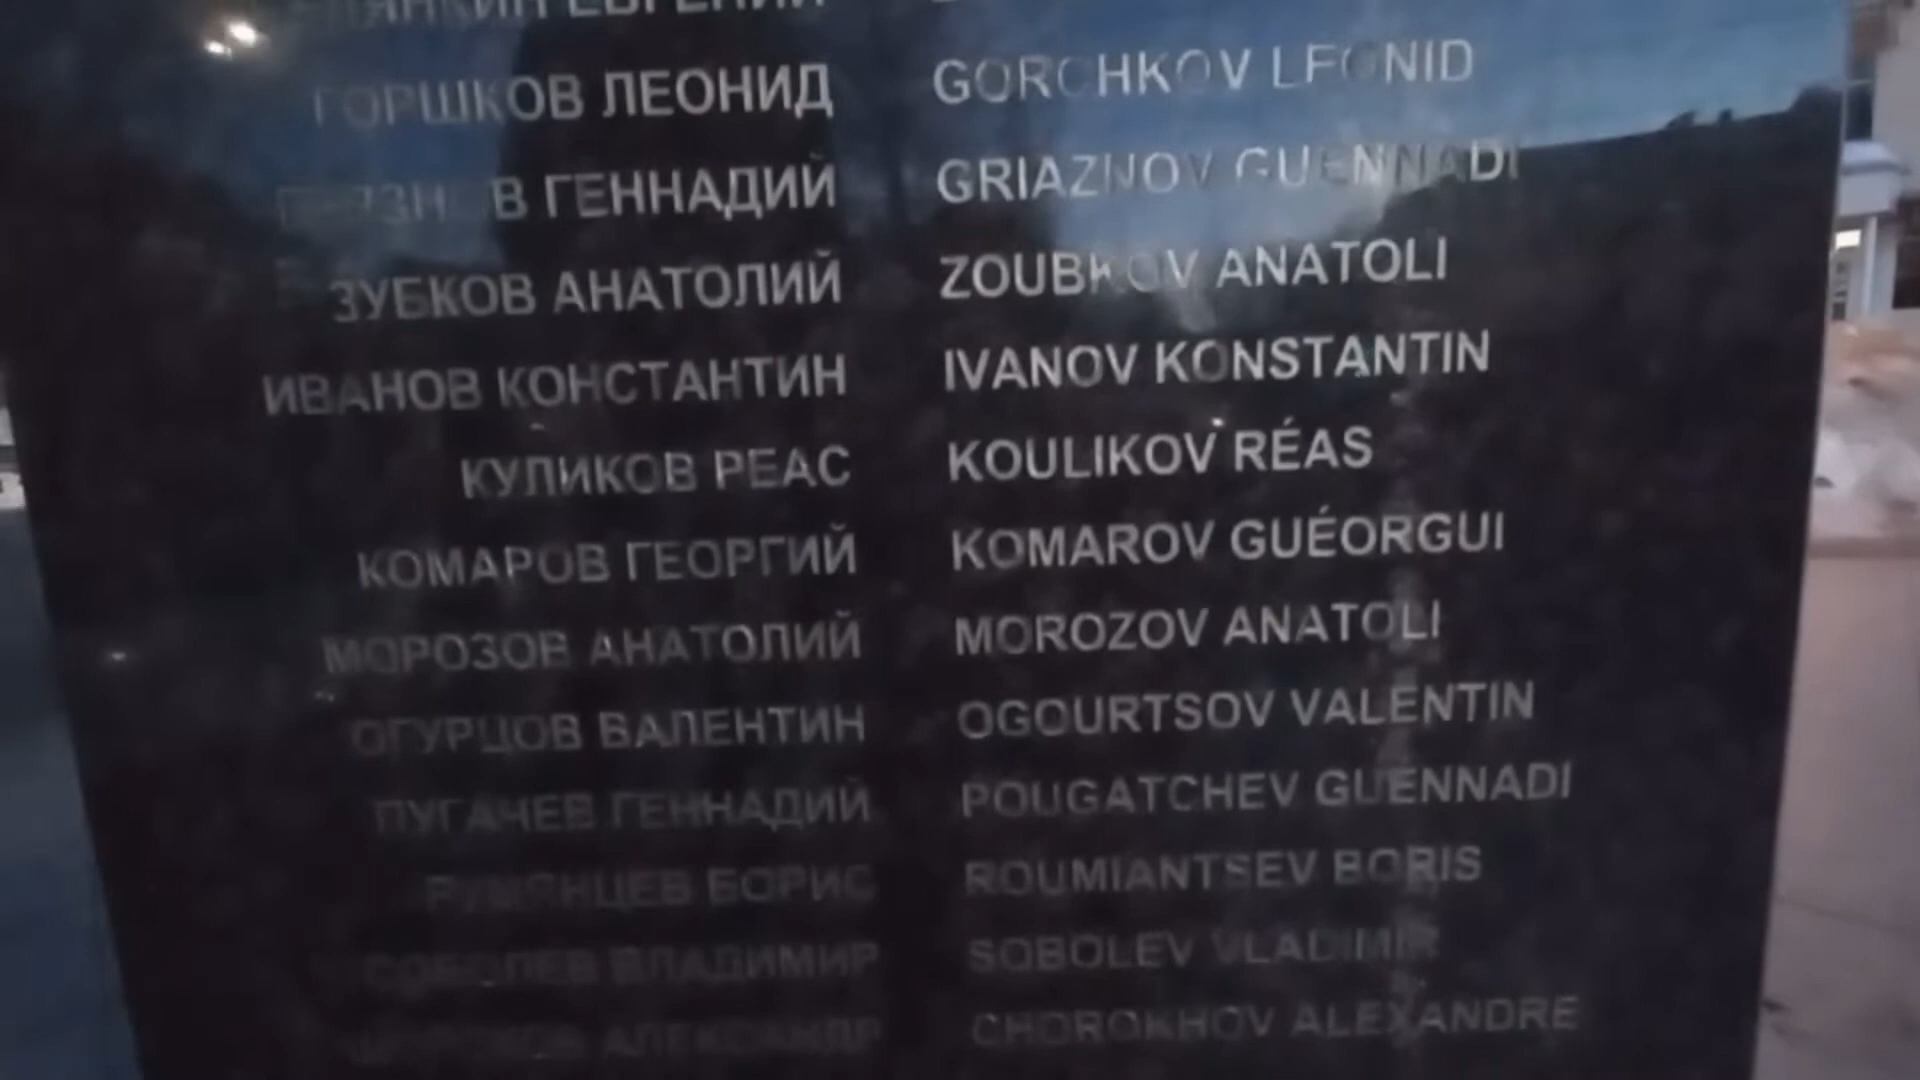 ЕВГЕНИЙ
ГОРШКОВ ЛЕОНИД GORCHKOV LEONID
ГРЯЗНОВ ГЕННАДИЙ GRIAZNOV GUENNADI
ЗУБКОВ АНАТОЛИЙ ZOUBKOV ANATOLI
ИВАНОВ КОНСТАНТИН IVANOV KONSTANTIN
КУЛИКОВ РЕАС KOULIKOV RÉAS
КОМАРОВ ГЕОРГИЙ KOMAROV GUÉORGUI
МОРОЗОВ АНАТОЛИЙ MOROZOV ANATOLI
ОГУРЦОВ ВАЛЕНТИН OGOURTSOV VALENTIN
ПУГАЧЕВ ГЕННАДИЙ POUGATCHEV GUENNADI
РУМЯНЦЕВ БОРИС ROUMIANTSEV BORIS
СОБОЛЕВ ВЛАДИМИР SOBOLEV VLADIMIR
АЛЕКСАНДР CHOROKHOV ALEXANDRE